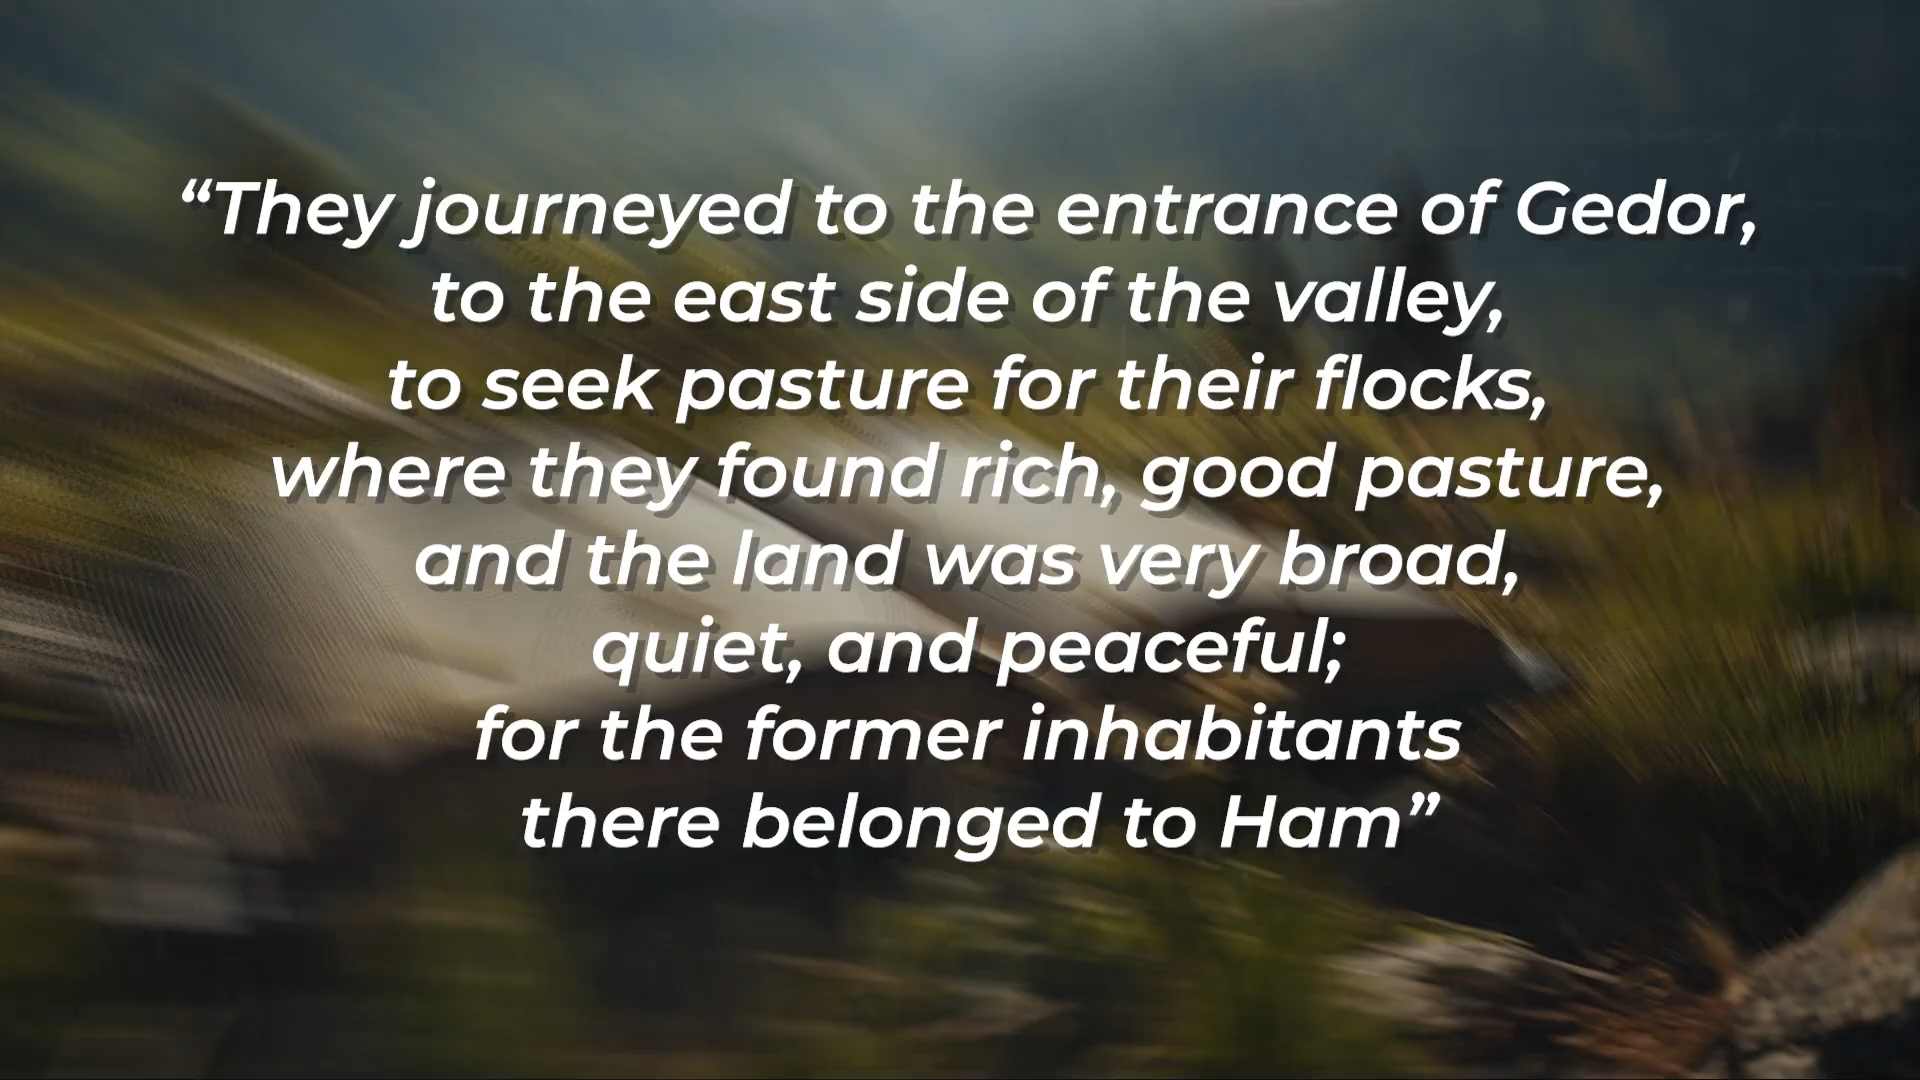 “They journeyed to the entrance of Gedor,
to the east side of the valley,
to seek pasture for their flocks,
where they found rich, good pasture,
and the land was very broad,
quiet, and peaceful;
for the former inhabitants
there belonged to Ham”